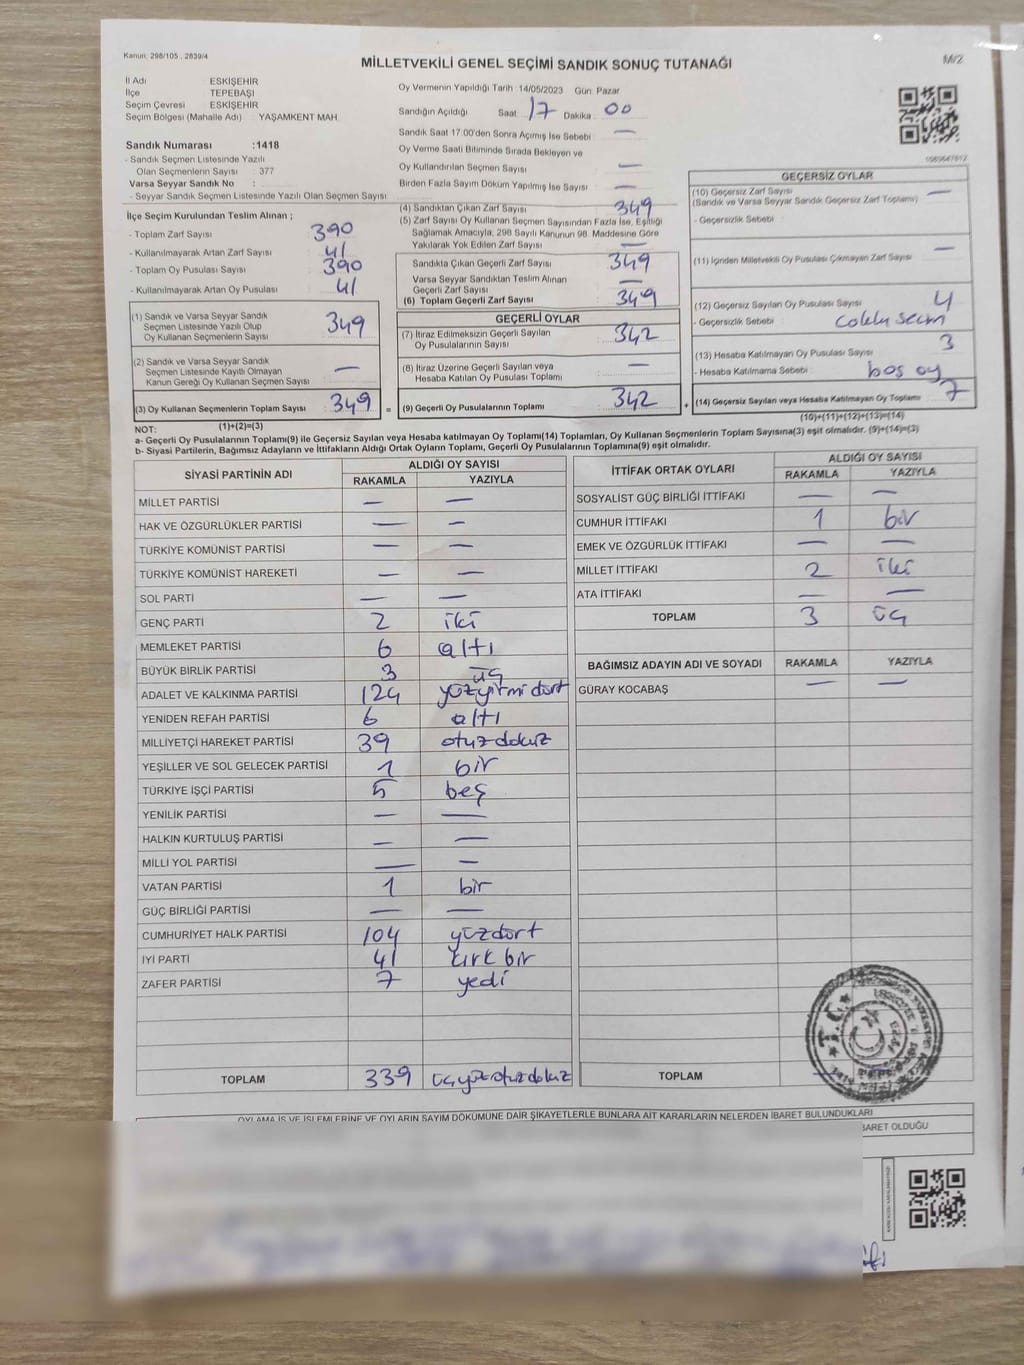 Kanun: 298/105 , 2839/4
M/2
MİLLETVEKİLİ GENEL SEÇİMİ SANDIK SONUÇ TUTANAĞI
İl Adı ESKİŞEHİR
İlçe TEPEBAŞI
Seçim Çevresi ESKİŞEHİR
Seçim Bölgesi (Mahalle Adı) YAŞAMKENT MAH.
Sandık Numarası :1418
- Sandık Seçmen Listesinde Yazılı
Olan Seçmenlerin Sayısı : 377
Varsa Seyyar Sandık No :
- Seyyar Sandık Seçmen Listesinde Yazılı Olan Seçmen Sayısı
İlçe Seçim Kurulundan Teslim Alınan ;
- Toplam Zarf Sayısı 390
- Kullanılmayarak Artan Zarf Sayısı 41
- Toplam Oy Pusulası Sayısı 390
- Kullanılmayarak Artan Oy Pusulası 41
(1) Sandık ve Varsa Seyyar Sandık
Seçmen Listesinde Yazılı Olup
Oy Kullanan Seçmenlerin Sayısı 349
(2) Sandık ve Varsa Seyyar Sandık
Seçmen Listesinde Kayıtlı Olmayan
Kanun Gereği Oy Kullanan Seçmen Sayısı —
(3) Oy Kullanan Seçmenlerin Toplam Sayısı 349 =
(1)+(2)=(3)
Oy Vermenin Yapıldığı Tarih :14/05/2023 Gün: Pazar
Sandığın Açıldığı Saat: 17 Dakika : 00
Sandık Saat 17.00'den Sonra Açımış İse Sebebi : —
Oy Verme Saati Bitiminde Sırada Bekleyen ve
Oy Kullandırılan Seçmen Sayısı —
Birden Fazla Sayım Döküm Yapılmış İse Sayısı —
(4) Sandıktan Çıkan Zarf Sayısı 349
(5) Zarf Sayısı Oy Kullanan Seçmen Sayısından Fazla İse, Eşitliği
Sağlamak Amacıyla, 298 Sayılı Kanunun 98. Maddesine Göre
Yakılarak Yok Edilen Zarf Sayısı —
Sandıkta Çıkan Geçerli Zarf Sayısı 349
Varsa Seyyar Sandıktan Teslim Alınan
Geçerli Zarf Sayısı —
(6) Toplam Geçerli Zarf Sayısı 349
GEÇERLİ OYLAR
(7) İtiraz Edilmeksizin Geçerli Sayılan
Oy Pusulalarının Sayısı 342
(8) İtiraz Üzerine Geçerli Sayılan veya
Hesaba Katılan Oy Pusulası Toplamı —
(9) Geçerli Oy Pusulalarının Toplamı 342 +
GEÇERSİZ OYLAR
(10) Geçersiz Zarf Sayısı —
(Sandık ve Varsa Seyyar Sandık Geçersiz Zarf Toplamı)
- Geçersizlik Sebebi :
(11) İçinden Milletvekili Oy Pusulası Çıkmayan Zarf Sayısı —
(12) Geçersiz Sayılan Oy Pusulası Sayısı 4
- Geçersizlik Sebebi : çoklu seçim
(13) Hesaba Katılmayan Oy Pusulası Sayısı 3
- Hesaba Katılmama Sebebi : boş oy
(14) Geçersiz Sayılan veya Hesaba Katılmayan Oy Toplamı 7
(10)+(11)+(12)+(13)=(14)
NOT:
a- Geçerli Oy Pusulalarının Toplamı(9) ile Geçersiz Sayılan veya Hesaba katılmayan Oy Toplamı(14) Toplamları, Oy Kullanan Seçmenlerin Toplam Sayısına(3) eşit olmalıdır. (9)+(14)=(3)
b- Siyasi Partilerin, Bağımsız Adayların ve İttifakların Aldığı Ortak Oyların Toplamı, Geçerli Oy Pusulalarının Toplamına(9) eşit olmalıdır.
SİYASİ PARTİNİN ADI ALDIĞI OY SAYISI
RAKAMLA YAZIYLA
MİLLET PARTİSİ — —
HAK VE ÖZGÜRLÜKLER PARTİSİ — —
TÜRKİYE KOMÜNİST PARTİSİ — —
TÜRKİYE KOMÜNİST HAREKETİ — —
SOL PARTİ — —
GENÇ PARTİ 2 iki
MEMLEKET PARTİSİ 6 altı
BÜYÜK BİRLİK PARTİSİ 3 üç
ADALET VE KALKINMA PARTİSİ 124 yüzyirmi dört
YENİDEN REFAH PARTİSİ 6 altı
MİLLİYETÇİ HAREKET PARTİSİ 39 otuz dokuz
YEŞİLLER VE SOL GELECEK PARTİSİ 1 bir
TÜRKİYE İŞÇİ PARTİSİ 5 beş
YENİLİK PARTİSİ — —
HALKIN KURTULUŞ PARTİSİ — —
MİLLİ YOL PARTİSİ — —
VATAN PARTİSİ 1 bir
GÜÇ BİRLİĞİ PARTİSİ — —
CUMHURİYET HALK PARTİSİ 104 yüzdört
İYİ PARTİ 41 kırk bir
ZAFER PARTİSİ 7 yedi
TOPLAM 339 üçyüzotuzdokuz
İTTİFAK ORTAK OYLARI ALDIĞI OY SAYISI
RAKAMLA YAZIYLA
SOSYALİST GÜÇ BİRLİĞİ İTTİFAKI — —
CUMHUR İTTİFAKI 1 bir
EMEK VE ÖZGÜRLÜK İTTİFAKI — —
MİLLET İTTİFAKI 2 iki
ATA İTTİFAKI — —
TOPLAM 3 üç
BAĞIMSIZ ADAYIN ADI VE SOYADI RAKAMLA YAZIYLA
GÜRAY KOCABAŞ — —
TOPLAM
OYLAMA İŞ VE İŞLEMLERİNE VE OYLARIN SAYIM DÖKÜMÜNE DAİR ŞİKAYETLERLE BUNLARA AİT KARARLARIN NELERDEN İBARET BULUNDUKLARI
BARET OLDUĞU